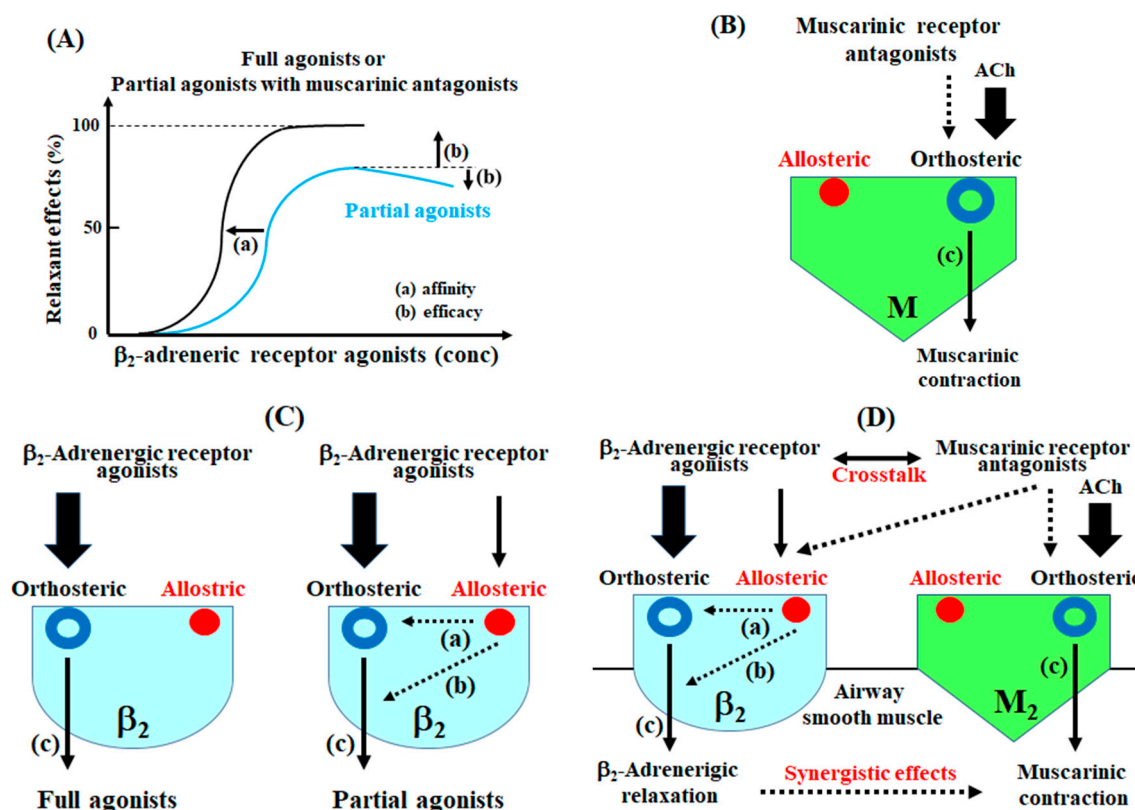 (A)
Full agonists or
Partial agonists with muscarinic antagonists
Relaxant effects (%)
100
50
0
(b)
(b)
Partial agonists
(a)
(a) affinity
(b) efficacy
β2-adreneric receptor agonists (conc)
(B)
Muscarinic receptor
antagonists
ACh
Allosteric
Orthosteric
(c)
M
Muscarinic
contraction
(C)
β2-Adrenergic receptor
agonists
Orthosteric
Allostric
β2
(c)
Full agonists
β2-Adrenergic receptor
agonists
Orthosteric
Allosteric
(a)
(b)
β2
(c)
Partial agonists
(D)
β2-Adrenergic receptor
agonists
Crosstalk
Muscarinic receptor
antagonists
ACh
Orthosteric
Allosteric
Allosteric
Orthosteric
(a)
(b)
(c)
β2
Airway
smooth muscle
(c)
M2
β2-Adrenerigic
relaxation
Synergistic effects
Muscarinic
contraction